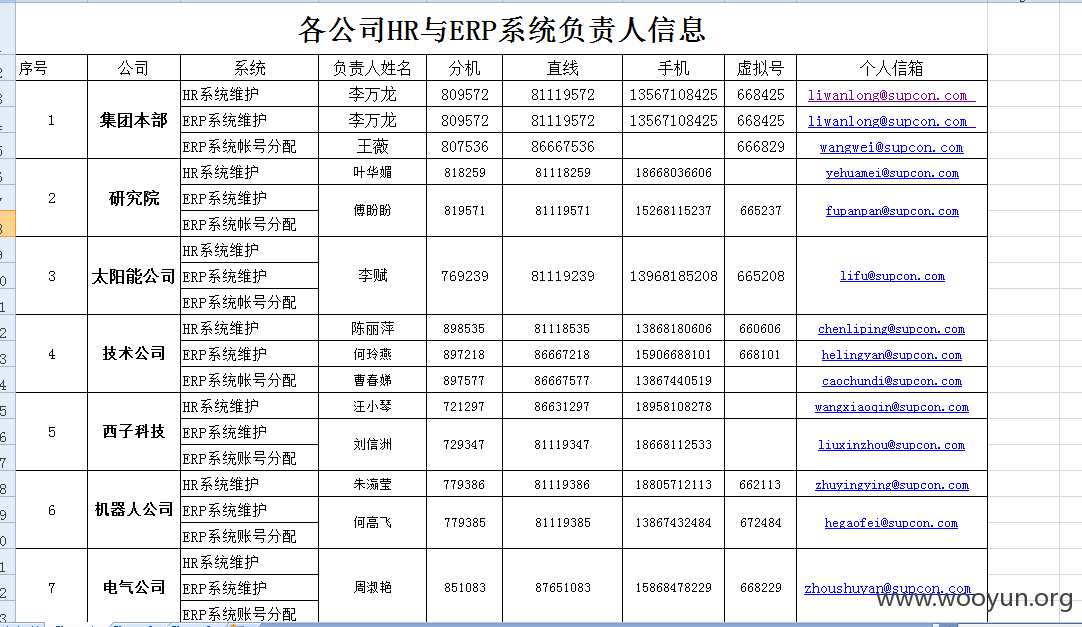 各公司HR与ERP系统负责人信息
序号 公司 系统 负责人姓名 分机 直线 手机 虚拟号 个人信箱
1 集团本部 HR系统维护 李万龙 809572 81119572 13567108425 668425 liwanlong@supcon.com
ERP系统维护 李万龙 809572 81119572 13567108425 668425 liwanlong@supcon.com
ERP系统帐号分配 王薇 807536 86667536 666829 wangwei@supcon.com
2 研究院 HR系统维护 叶华媚 818259 81118259 18668036606 yehuamei@supcon.com
ERP系统维护 傅盼盼 819571 81119571 15268115237 665237 fupanpan@supcon.com
ERP系统帐号分配
3 太阳能公司 HR系统维护 李赋 769239 81119239 13968185208 665208 lifu@supcon.com
ERP系统维护
ERP系统帐号分配
4 技术公司 HR系统维护 陈丽萍 898535 81118535 13868180606 660606 chenliping@supcon.com
ERP系统维护 何玲燕 897218 86667218 15906688101 668101 helingyan@supcon.com
ERP系统帐号分配 曹春娣 897577 86667577 13867440519 caochundi@supcon.com
5 西子科技 HR系统维护 汪小琴 721297 86631297 18958108278 wangxiaoqin@supcon.com
ERP系统维护 刘信洲 729347 81119347 18668112533 liuxinzhou@supcon.com
ERP系统账号分配
6 机器人公司 HR系统维护 朱瀛莹 779386 81119386 18805712113 662113 zhuyingying@supcon.com
ERP系统维护 何高飞 779385 81119385 13867432484 672484 hegaofei@supcon.com
ERP系统账号分配
7 电气公司 HR系统维护 周淑艳 851083 87651083 15868478229 668229 zhoushuyan@supcon.com
ERP系统维护
ERP系统账号分配
www.wooyun.org